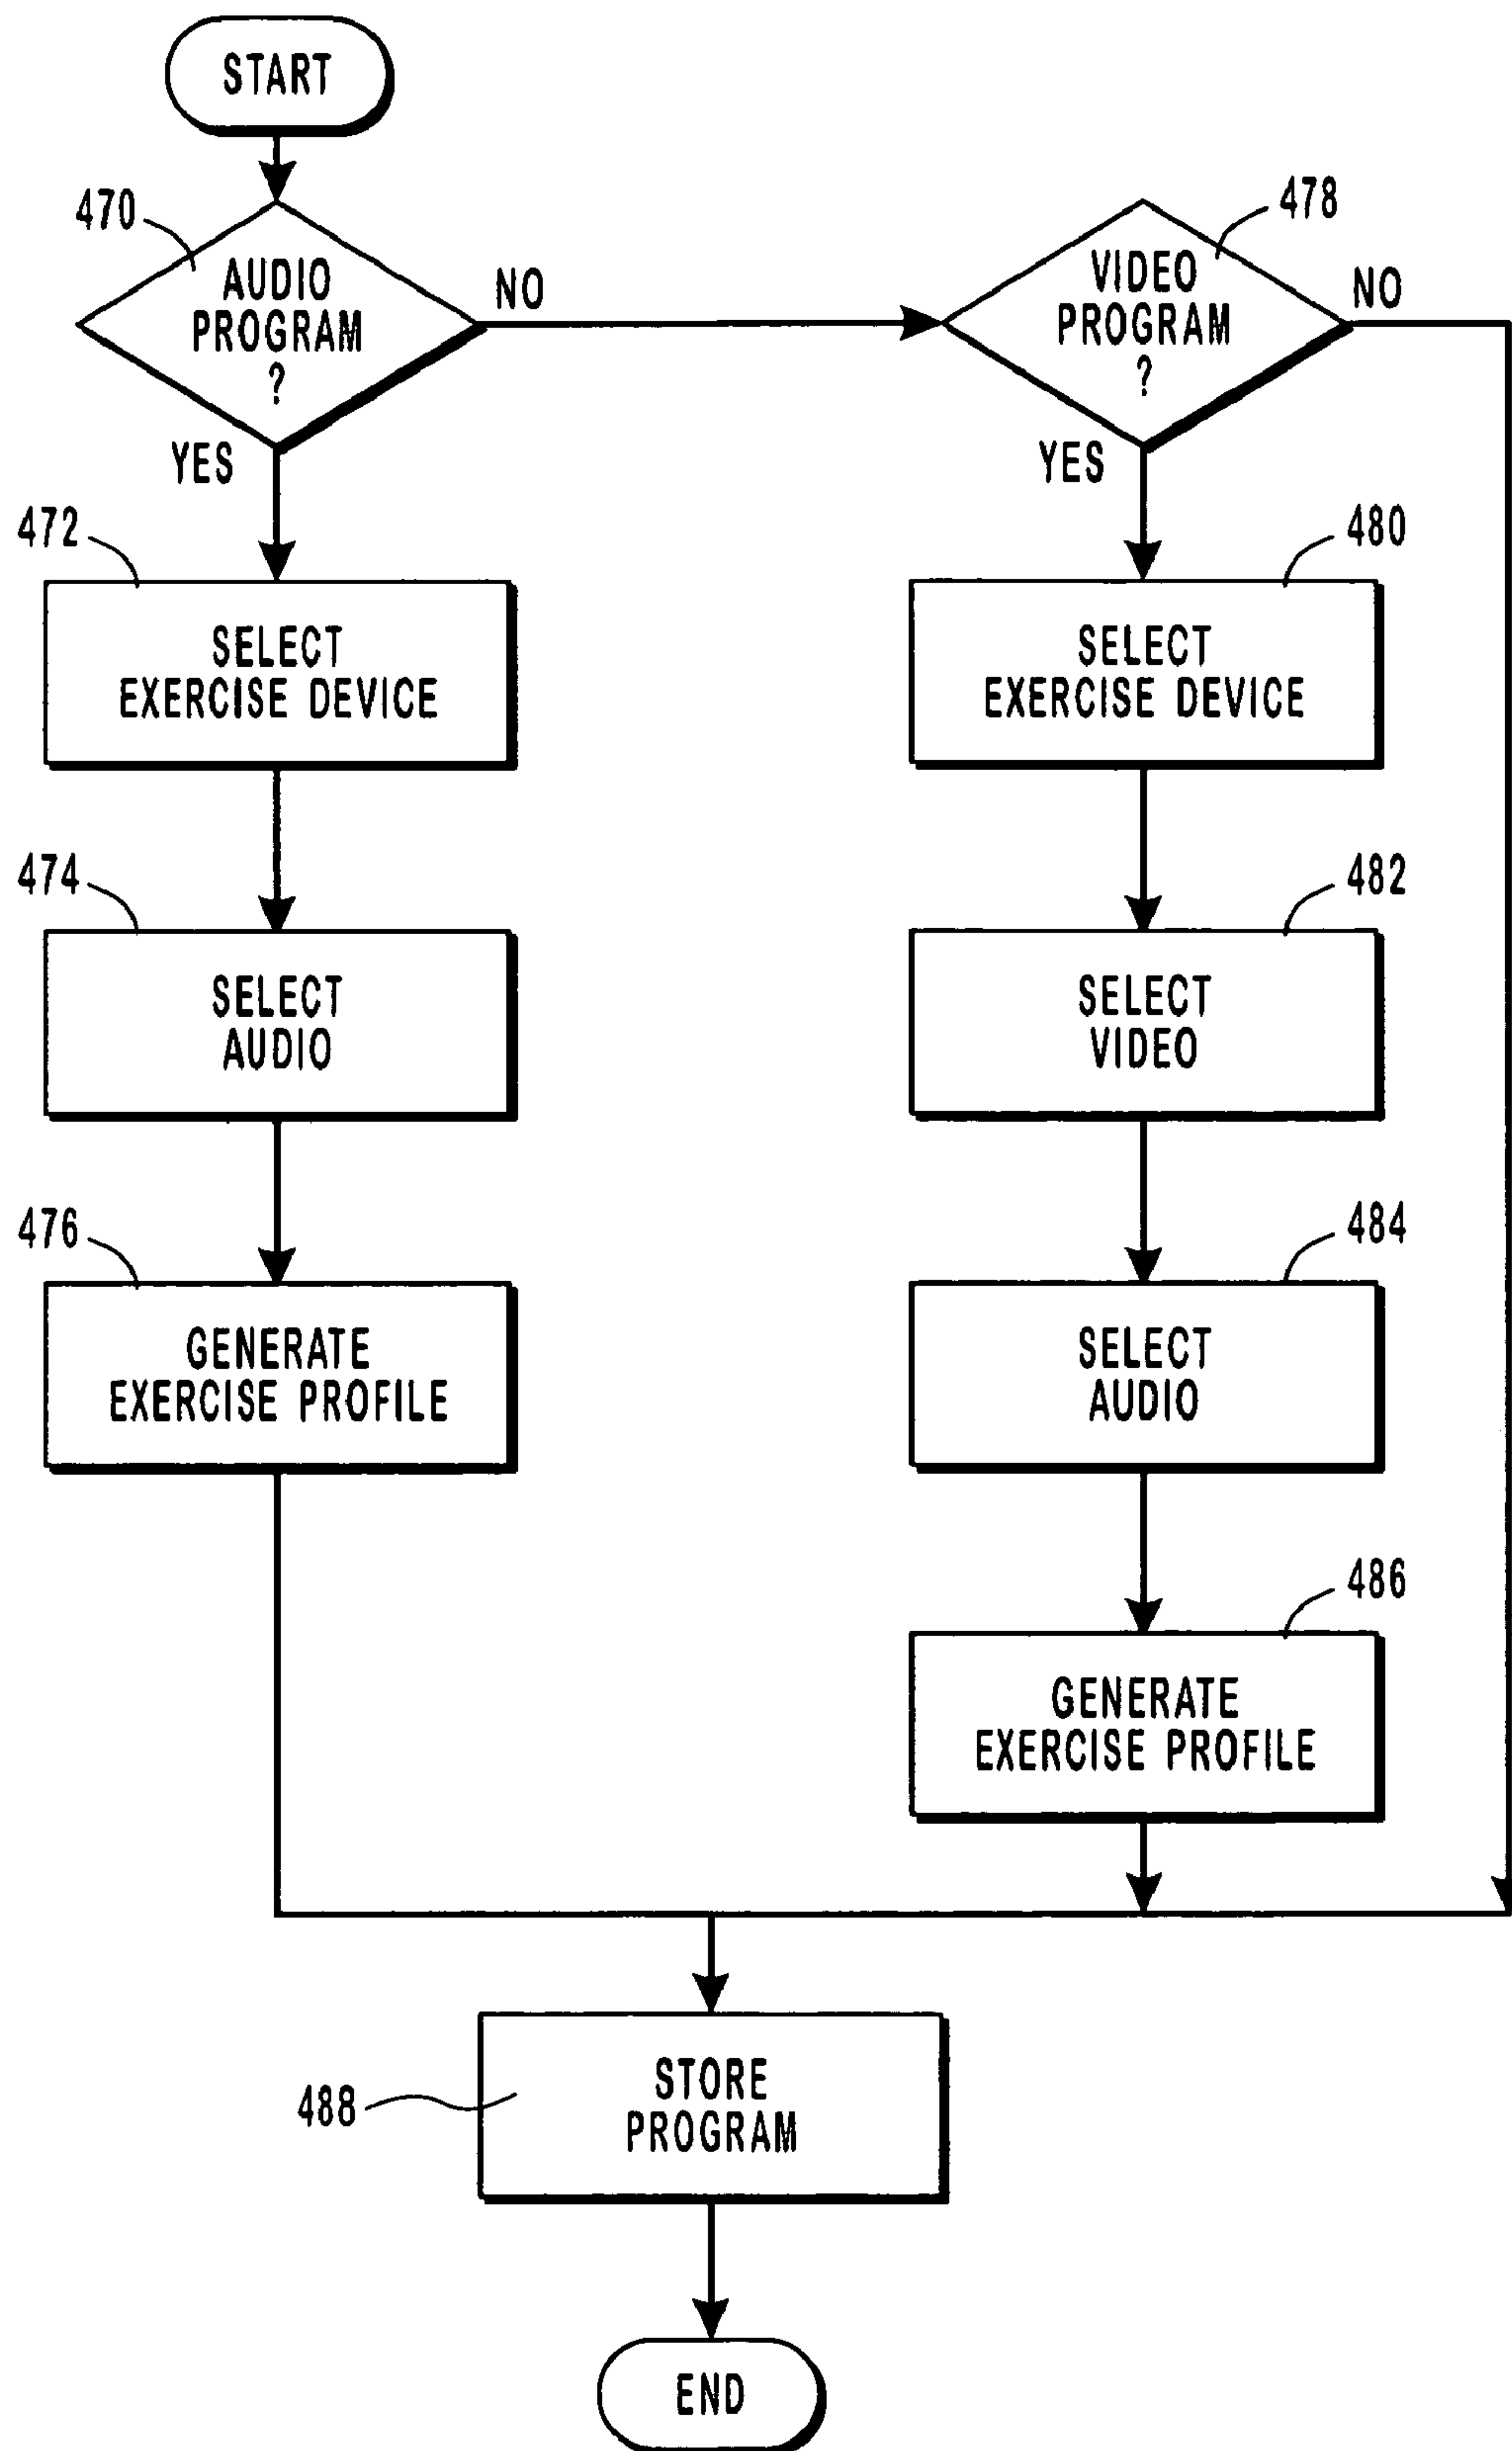 START
470
AUDIO
PROGRAM
?
NO
YES
478
VIDEO
PROGRAM
?
NO
YES
472
SELECT
EXERCISE DEVICE
474
SELECT
AUDIO
476
GENERATE
EXERCISE PROFILE
480
SELECT
EXERCISE DEVICE
482
SELECT
VIDEO
484
SELECT
AUDIO
486
GENERATE
EXERCISE PROFILE
488
STORE
PROGRAM
END